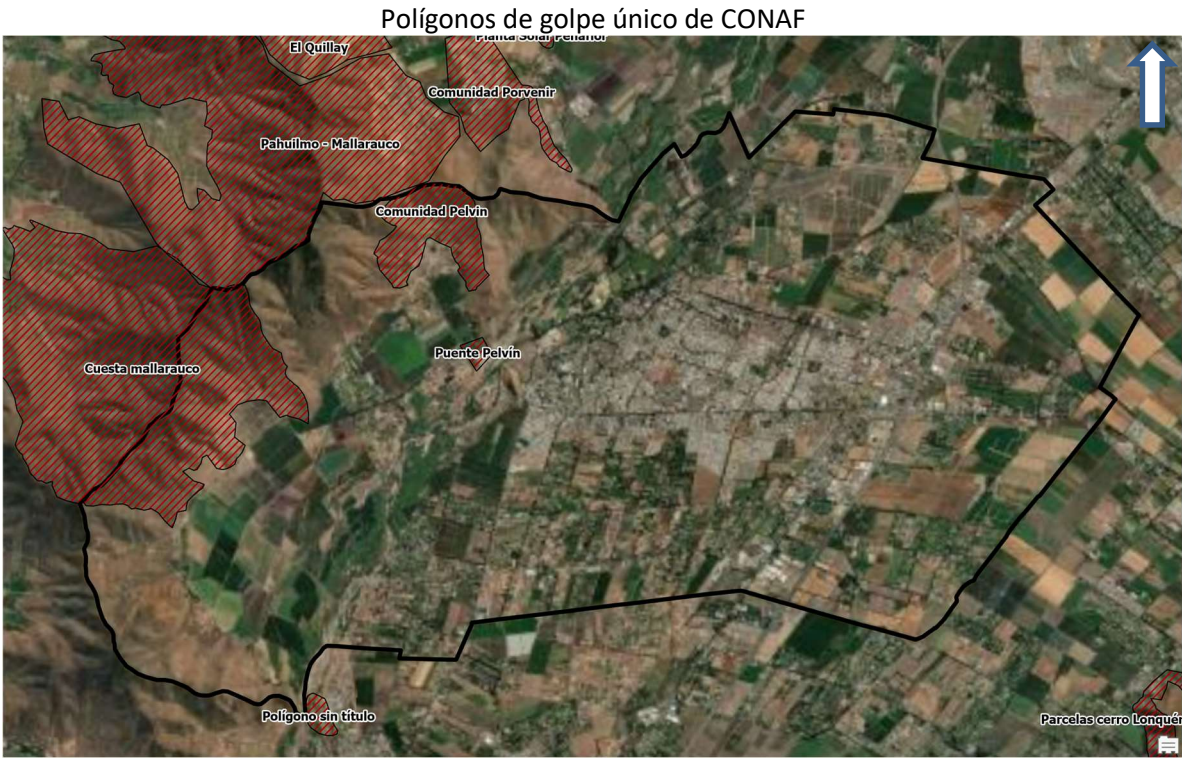 Polígonos de golpe único de CONAF
Planta Solar Peñaflor
El Quillay
Comunidad Porvenir
Pahuilmo - Mallarauco
Comunidad Pelvin
Puente Pelvín
Cuesta mallarauco
Polígono sin título
Parcelas cerro Lonquén